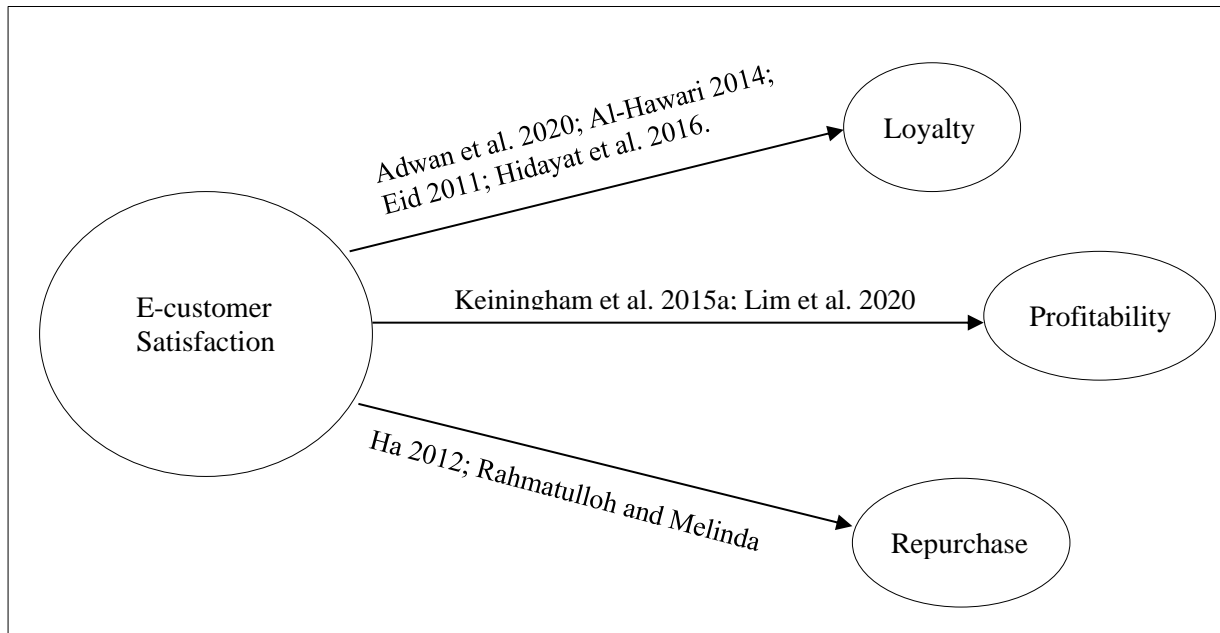 Adwan et al. 2020; Al-Hawari 2014;
Eid 2011; Hidayat et al. 2016.
Loyalty
E-customer
Satisfaction
Keiningham et al. 2015a; Lim et al. 2020
Profitability
Ha 2012; Rahmatulloh and Melinda
Repurchase